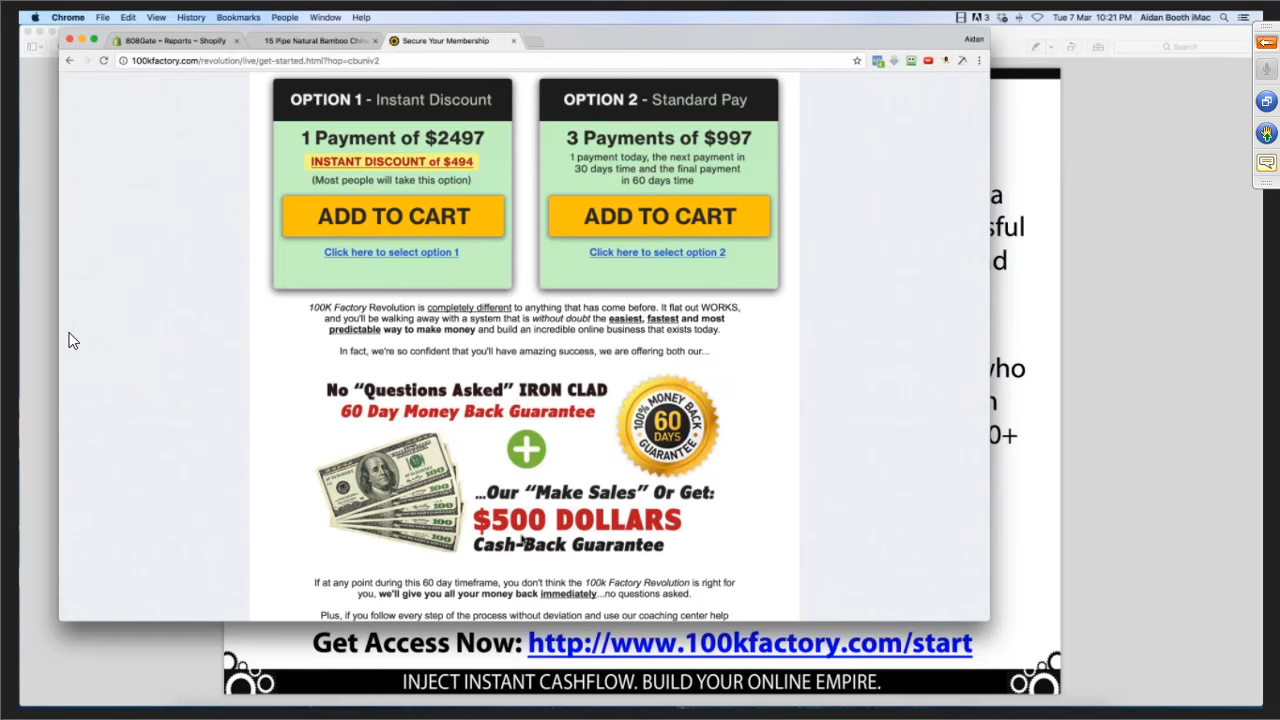 Chrome File Edit View History Bookmarks People Window Help
3 Tue 7 Mar 10:21 PM Aidan Booth iMac
808Gate ~ Reports ~ Shopify × 15 Pipe Natural Bamboo Chim × Secure Your Membership × Aidan
100kfactory.com/revolution/live/get-started.html?hop=cbuniv2
Search
OPTION 1 - Instant Discount
1 Payment of $2497
INSTANT DISCOUNT of $494
(Most people will take this option)
ADD TO CART
Click here to select option 1
OPTION 2 - Standard Pay
3 Payments of $997
1 payment today, the next payment in
30 days time and the final payment
in 60 days time
ADD TO CART
Click here to select option 2
a
sful
d
who
n
0+
100K Factory Revolution is completely different to anything that has come before. It flat out WORKS,
and you'll be walking away with a system that is without doubt the easiest, fastest and most
predictable way to make money and build an incredible online business that exists today.
In fact, we're so confident that you'll have amazing success, we are offering both our...
No "Questions Asked" IRON CLAD
60 Day Money Back Guarantee
100% MONEY BACK
60
DAYS
GUARANTEE
...Our "Make Sales" Or Get:
$500 DOLLARS
Cash-Back Guarantee
If at any point during this 60 day timeframe, you don't think the 100k Factory Revolution is right for
you, we'll give you all your money back immediately...no questions asked.
Plus, if you follow every step of the process without deviation and use our coaching center help
Get Access Now: http://www.100kfactory.com/start
INJECT INSTANT CASHFLOW. BUILD YOUR ONLINE EMPIRE.